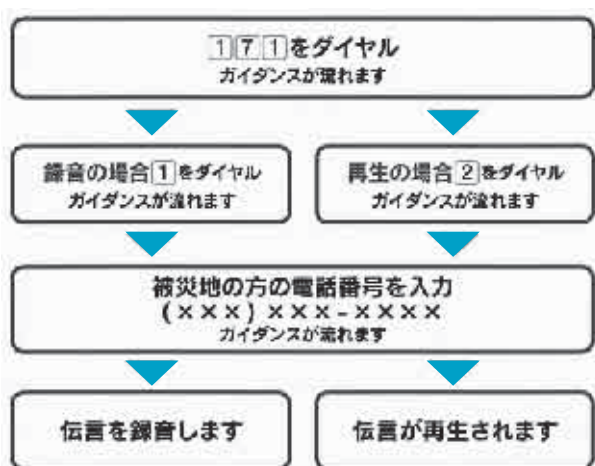 171をダイヤル
ガイダンスが流れます
録音の場合1をダイヤル
ガイダンスが流れます
再生の場合2をダイヤル
ガイダンスが流れます
被災地の方の電話番号を入力
(×××)×××-××××
ガイダンスが流れます
伝言を録音します
伝言が再生されます